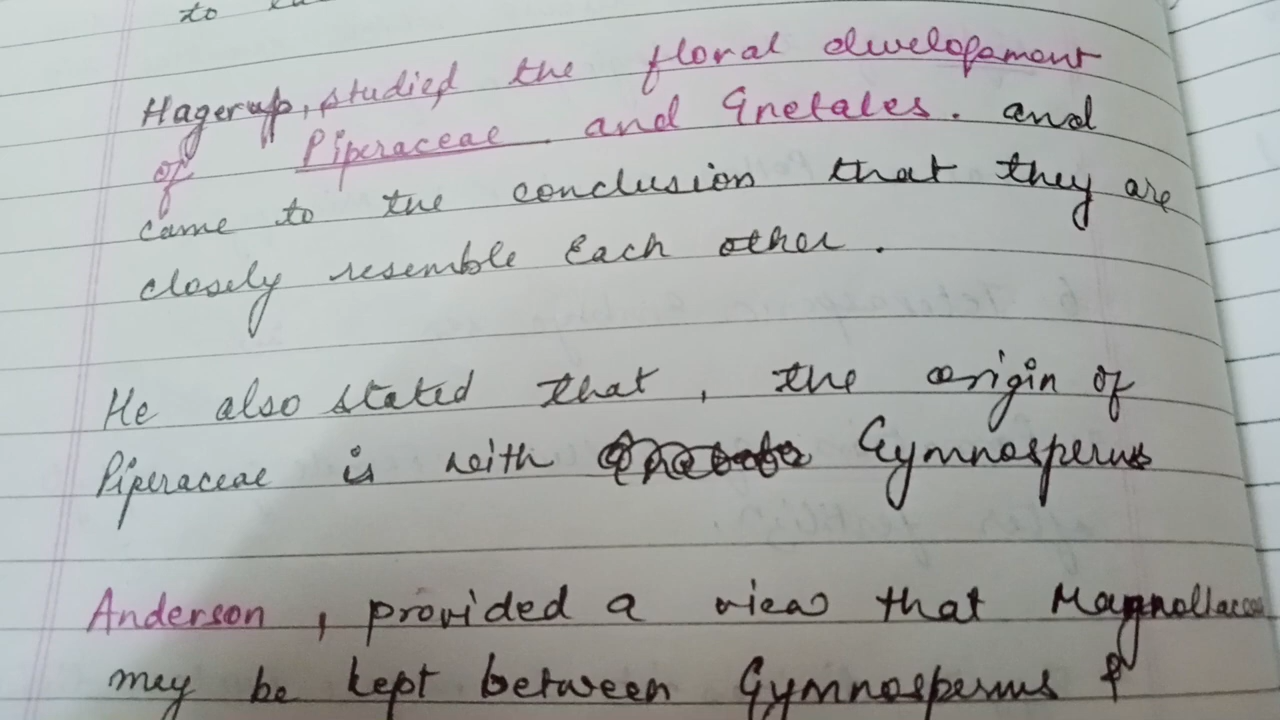 to
Hagerup, studied the floral development
of Piperaceae and Gnetales. and
came to the conclusion that they are
closely resemble Each other.
He also stated that, the origin of
Piperaceae is with Gymnosperms
Anderson, provided a view that Magnollaceae
may be kept between Gymnosperms &